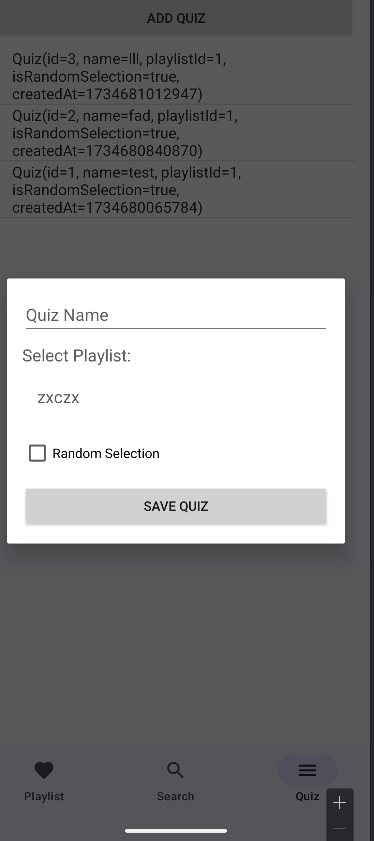 ADD QUIZ
Quiz(id=3, name=lll, playlistId=1,
isRandomSelection=true,
createdAt=1734681012947)
Quiz(id=2, name=fad, playlistId=1,
isRandomSelection=true,
createdAt=1734680840870)
Quiz(id=1, name=test, playlistId=1,
isRandomSelection=true,
createdAt=1734680065784)
Quiz Name
Select Playlist:
zxczx
Random Selection
SAVE QUIZ
Playlist
Search
Quiz